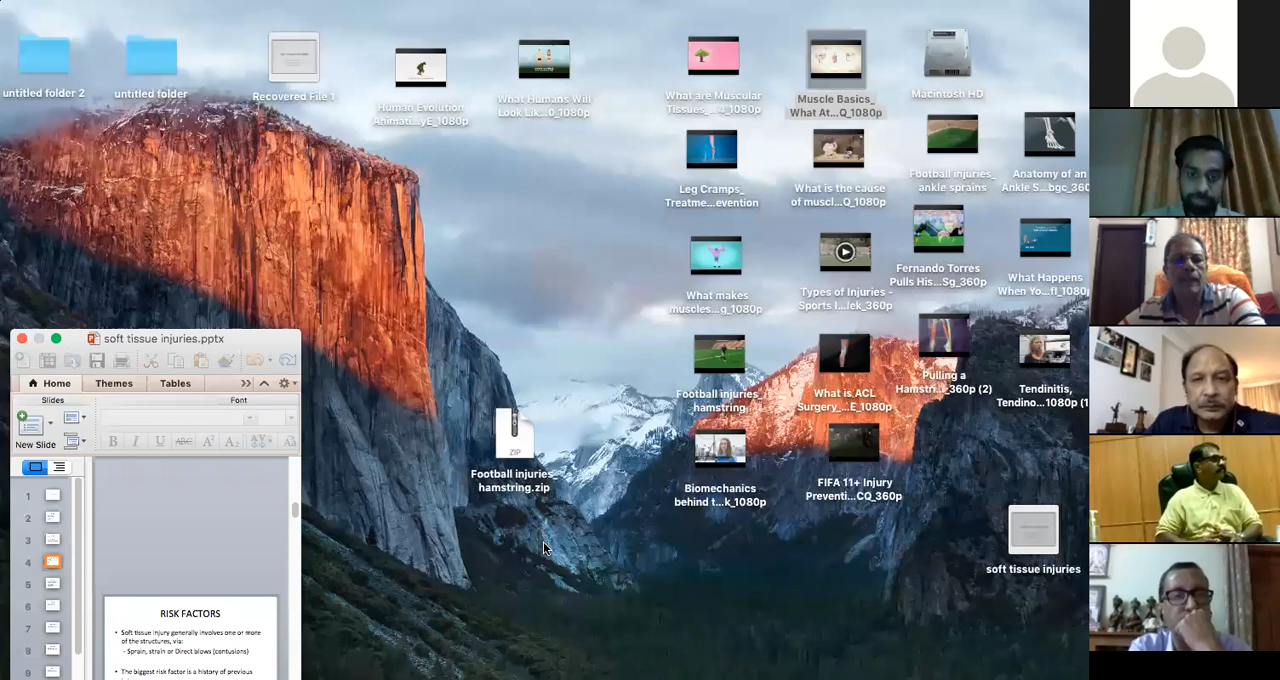 untitled folder 2
untitled folder
Recovered File 1
Human Evolution
Animati...yE_1080p
What Humans Will
Look Lik...0_1080p
What are Muscular
Tissues_...4_1080p
Muscle Basics_
What At...Q_1080p
Macintosh HD
Leg Cramps_
Treatme...evention
What is the cause
of muscl...Q_1080p
Football injuries_
ankle sprains
Anatomy of an
Ankle S...bgc_360
What makes
muscles...g_1080p
Types of Injuries -
Sports I...lek_360p
Fernando Torres
Pulls His...Sg_360p
What Happens
When Yo...fl_1080p
Football injuries_
hamstring
What is ACL
Surgery_...E_1080p
Pulling a
Hamstri..._360p (2)
Tendinitis,
Tendino...1080p (1
Biomechanics
behind t...k_1080p
FIFA 11+ Injury
Preventi...CQ_360p
ZIP
Football injuries_
hamstring.zip
soft tissue injuries
soft tissue injuries.pptx
Home
Themes
Tables
Slides
Font
New Slide
B I U ABC A² A₂
1
2
3
4
5
6
7
8
9
RISK FACTORS
• Soft tissue injury generally involves one or more
of the structures, via:
- Sprain, strain or Direct blows (contusions)
• The biggest risk factor is a history of previous